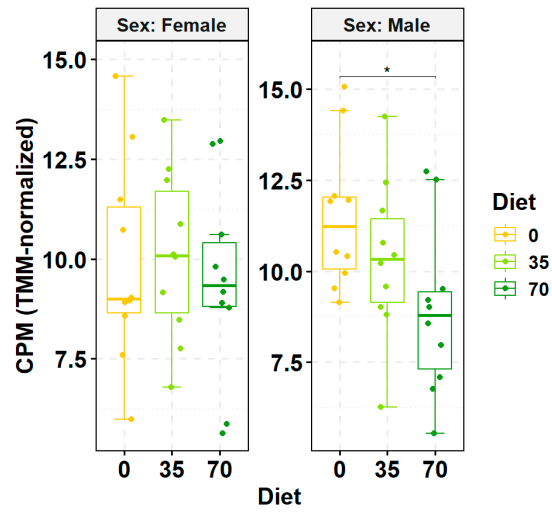 Sex: Female
Sex: Male
CPM (TMM-normalized)
15.0
12.5
10.0
7.5
15.0
12.5
10.0
7.5
*
0 35 70
0 35 70
Diet
Diet
0
35
70